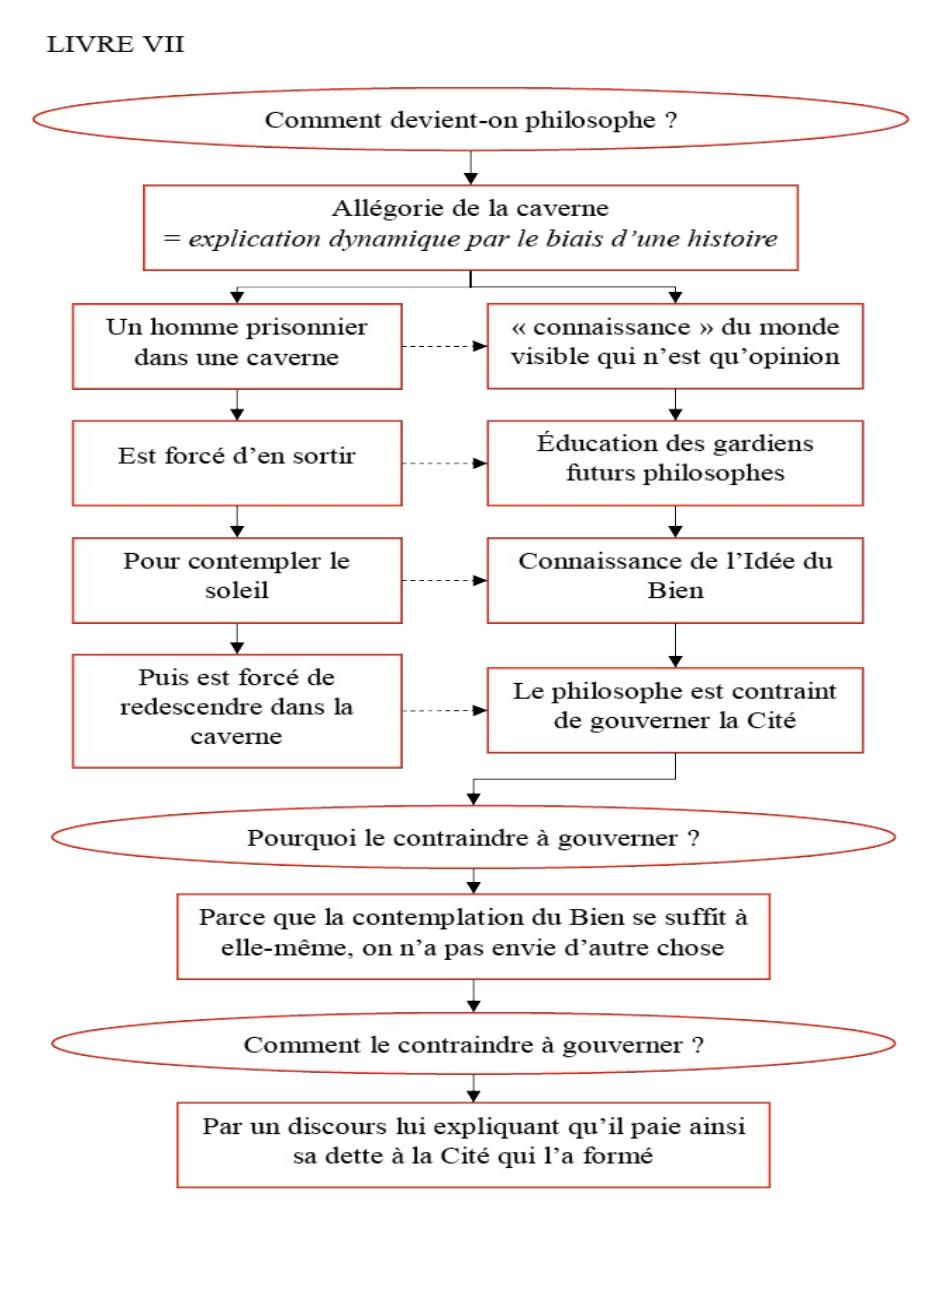 LIVRE VII
Comment devient-on philosophe ?
Allégorie de la caverne
= explication dynamique par le biais d’une histoire
Un homme prisonnier
dans une caverne
« connaissance » du monde
visible qui n’est qu’opinion
Est forcé d’en sortir
Éducation des gardiens
futurs philosophes
Pour contempler le
soleil
Connaissance de l’Idée du
Bien
Puis est forcé de
redescendre dans la
caverne
Le philosophe est contraint
de gouverner la Cité
Pourquoi le contraindre à gouverner ?
Parce que la contemplation du Bien se suffit à
elle-même, on n’a pas envie d’autre chose
Comment le contraindre à gouverner ?
Par un discours lui expliquant qu’il paie ainsi
sa dette à la Cité qui l’a formé